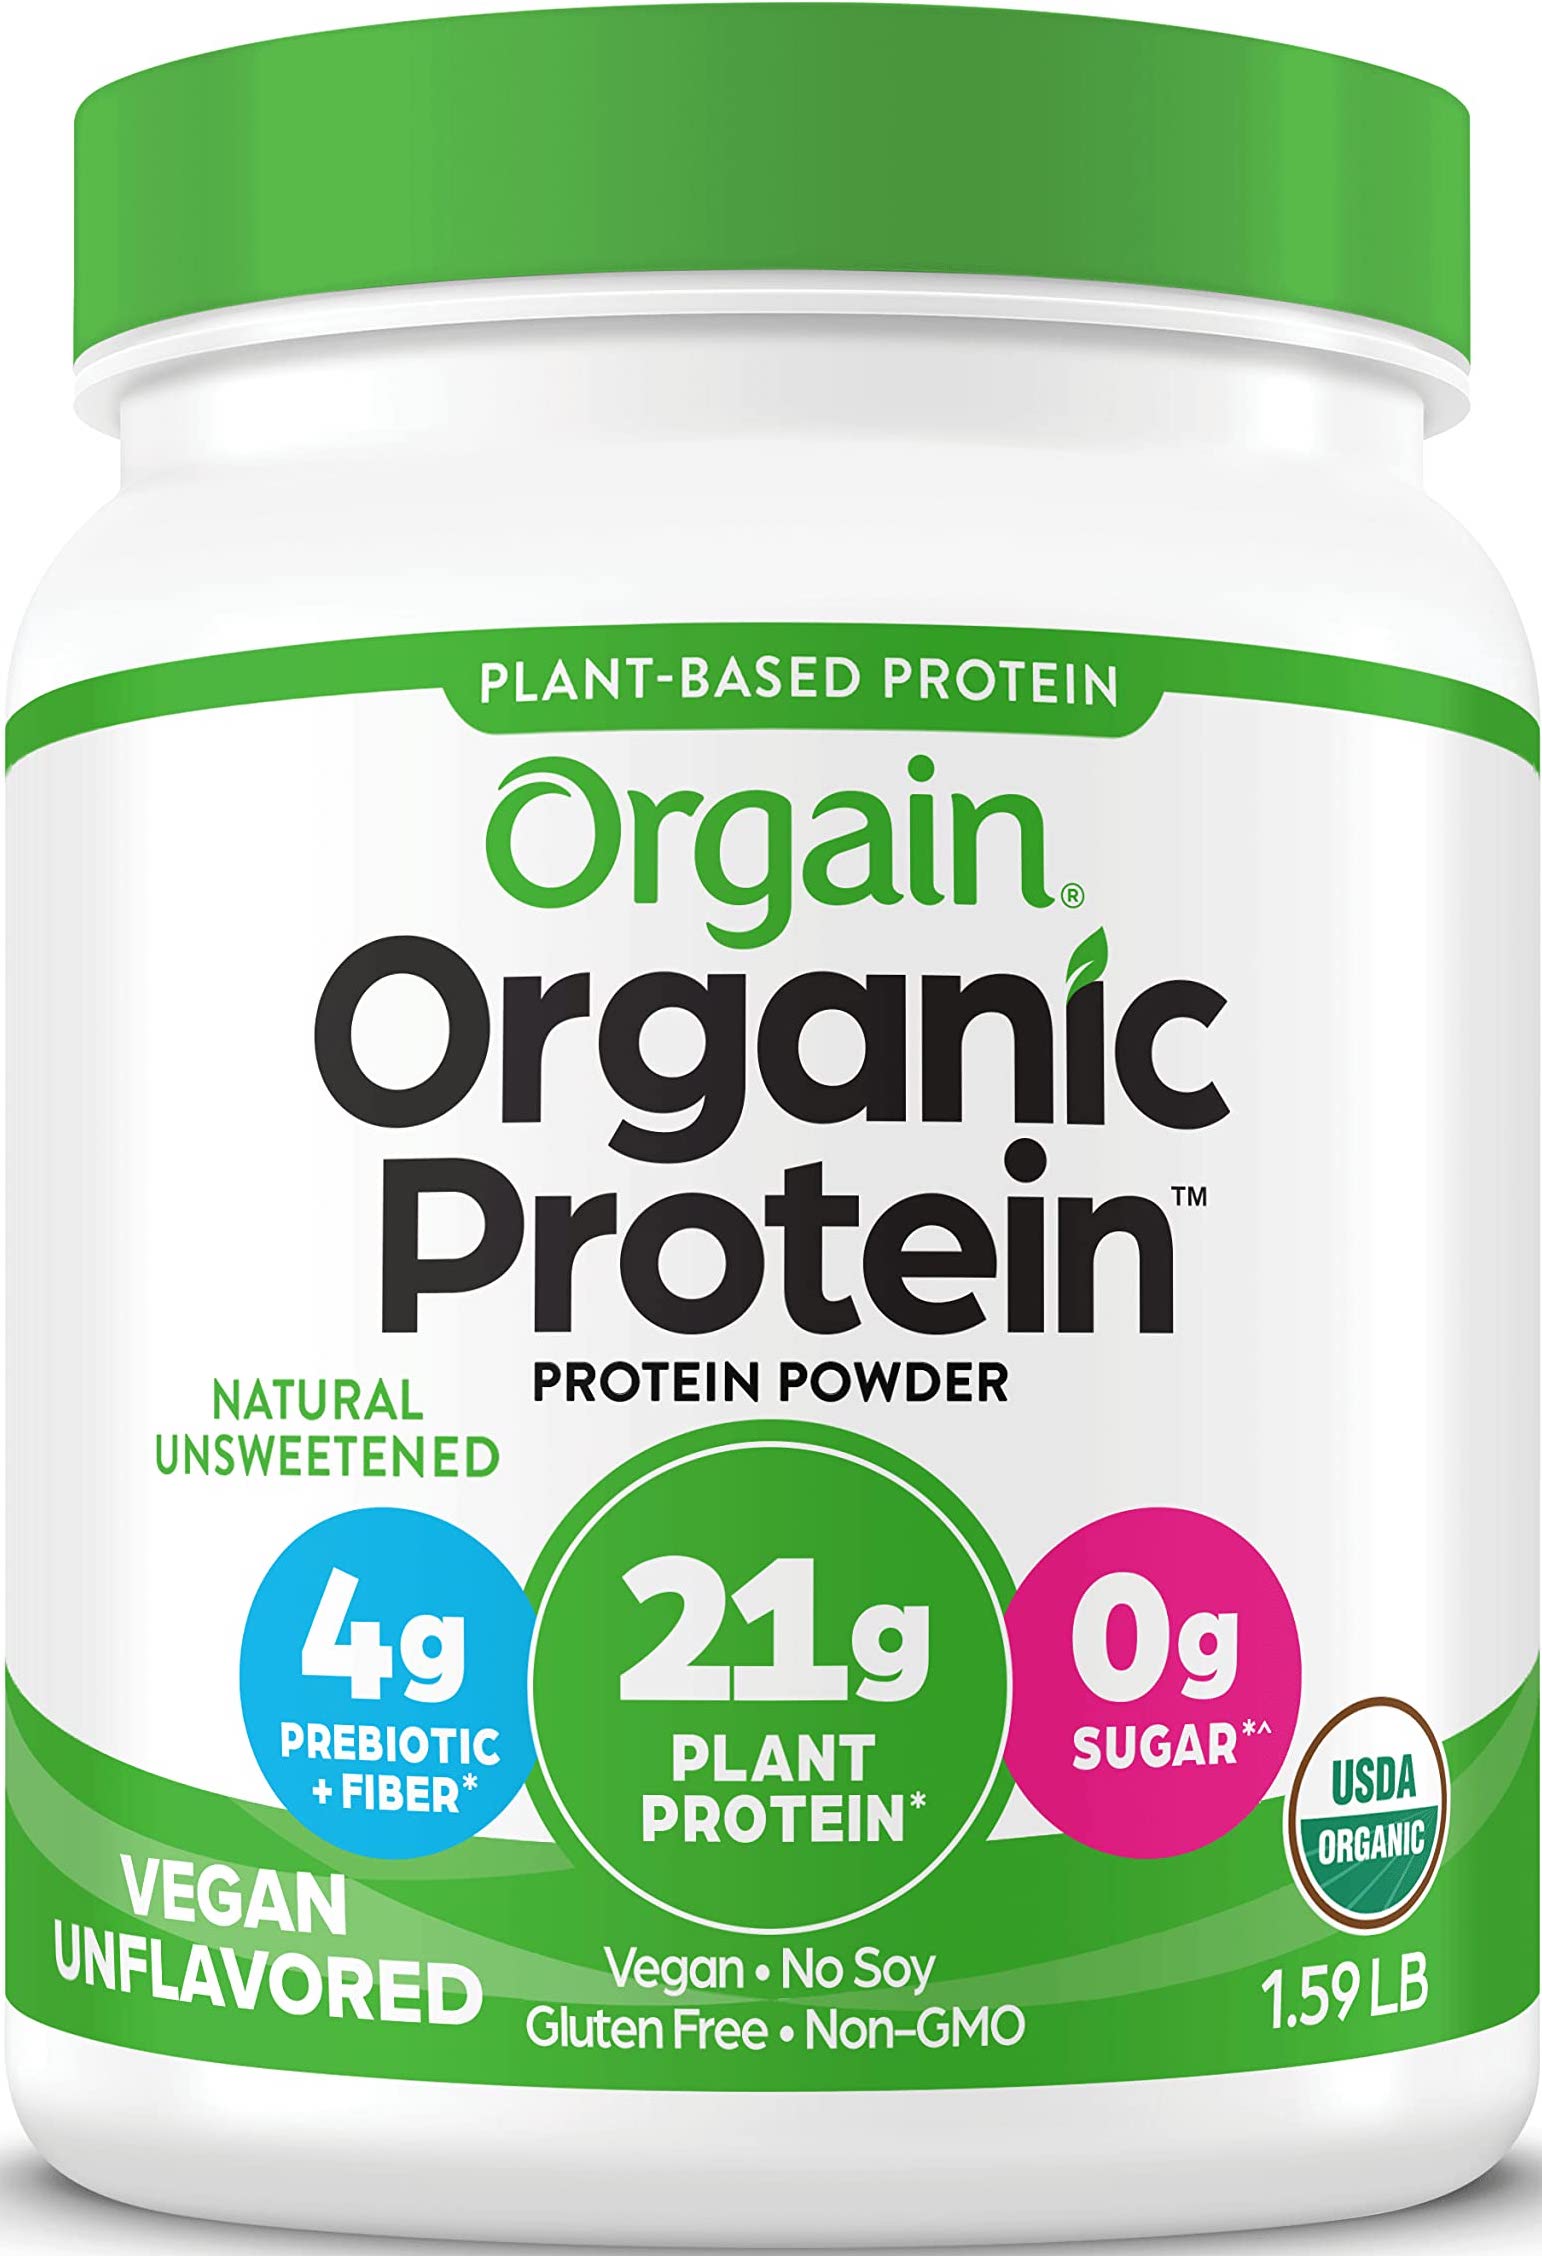 PLANT-BASED PROTEIN
Orgain®
Organic
Protein™
PROTEIN POWDER
NATURAL
UNSWEETENED
4g
PREBIOTIC
+ FIBER*
21g
PLANT
PROTEIN*
0g
SUGAR*^
USDA
ORGANIC
VEGAN
UNFLAVORED
Vegan • No Soy
Gluten Free • Non-GMO
1.59 LB